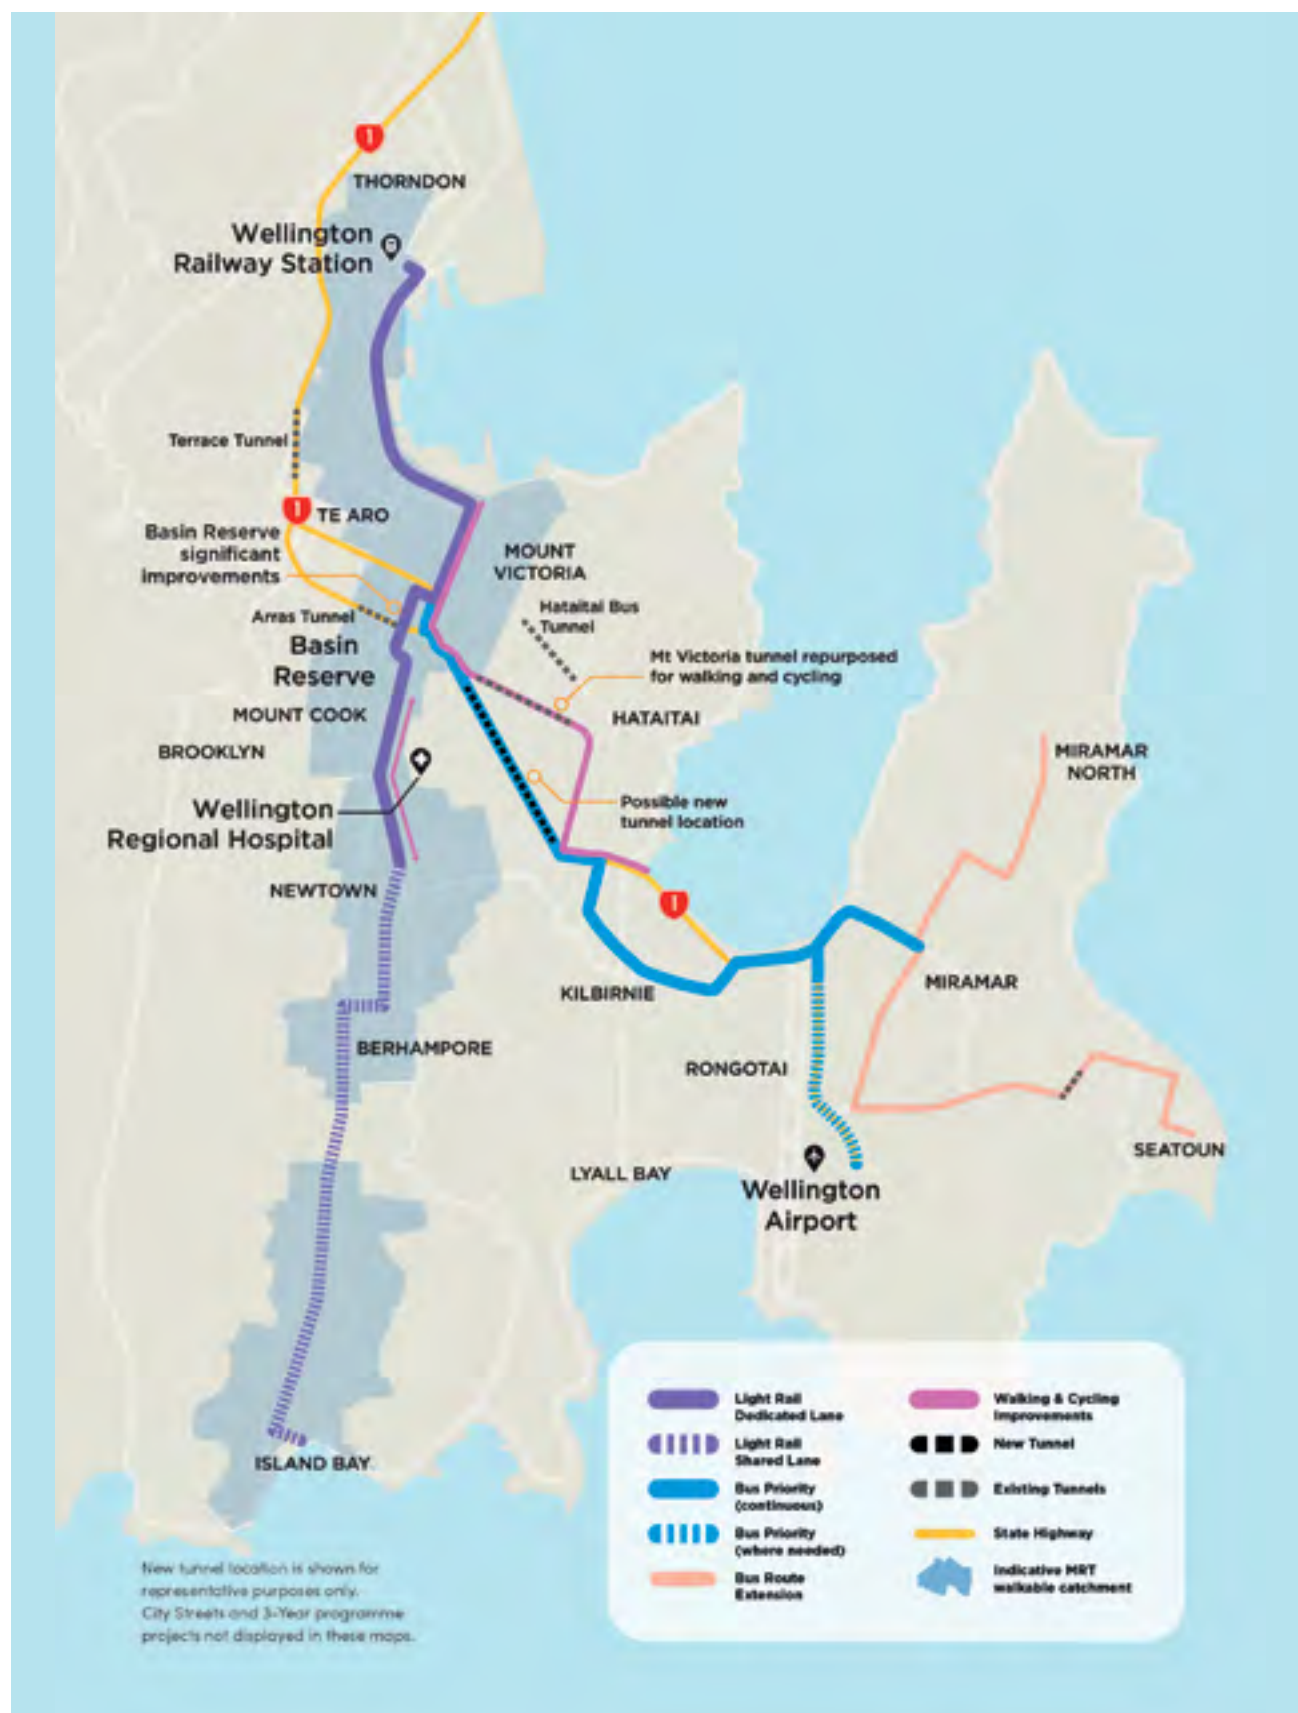 1
THORNDON
Wellington
Railway Station
Terrace Tunnel
1
TE ARO
Basin Reserve
significant
improvements
MOUNT
VICTORIA
Hataitai Bus
Tunnel
Arras Tunnel
Basin
Reserve
Mt Victoria tunnel repurposed
for walking and cycling
MOUNT COOK
HATAITAI
BROOKLYN
MIRAMAR
NORTH
Wellington
Regional Hospital
Possible new
tunnel location
NEWTOWN
1
KILBIRNIE
MIRAMAR
BERHAMPORE
RONGOTAI
SEATOUN
LYALL BAY
Wellington
Airport
ISLAND BAY
Light Rail
Dedicated Lane
Light Rail
Shared Lane
Bus Priority
(continuous)
Bus Priority
(where needed)
Bus Route
Extension
Walking & Cycling
Improvements
New Tunnel
Existing Tunnels
State Highway
Indicative MRT
walkable catchment
New tunnel location is shown for
representative purposes only.
City Streets and 3-Year programme
projects not displayed in these maps.